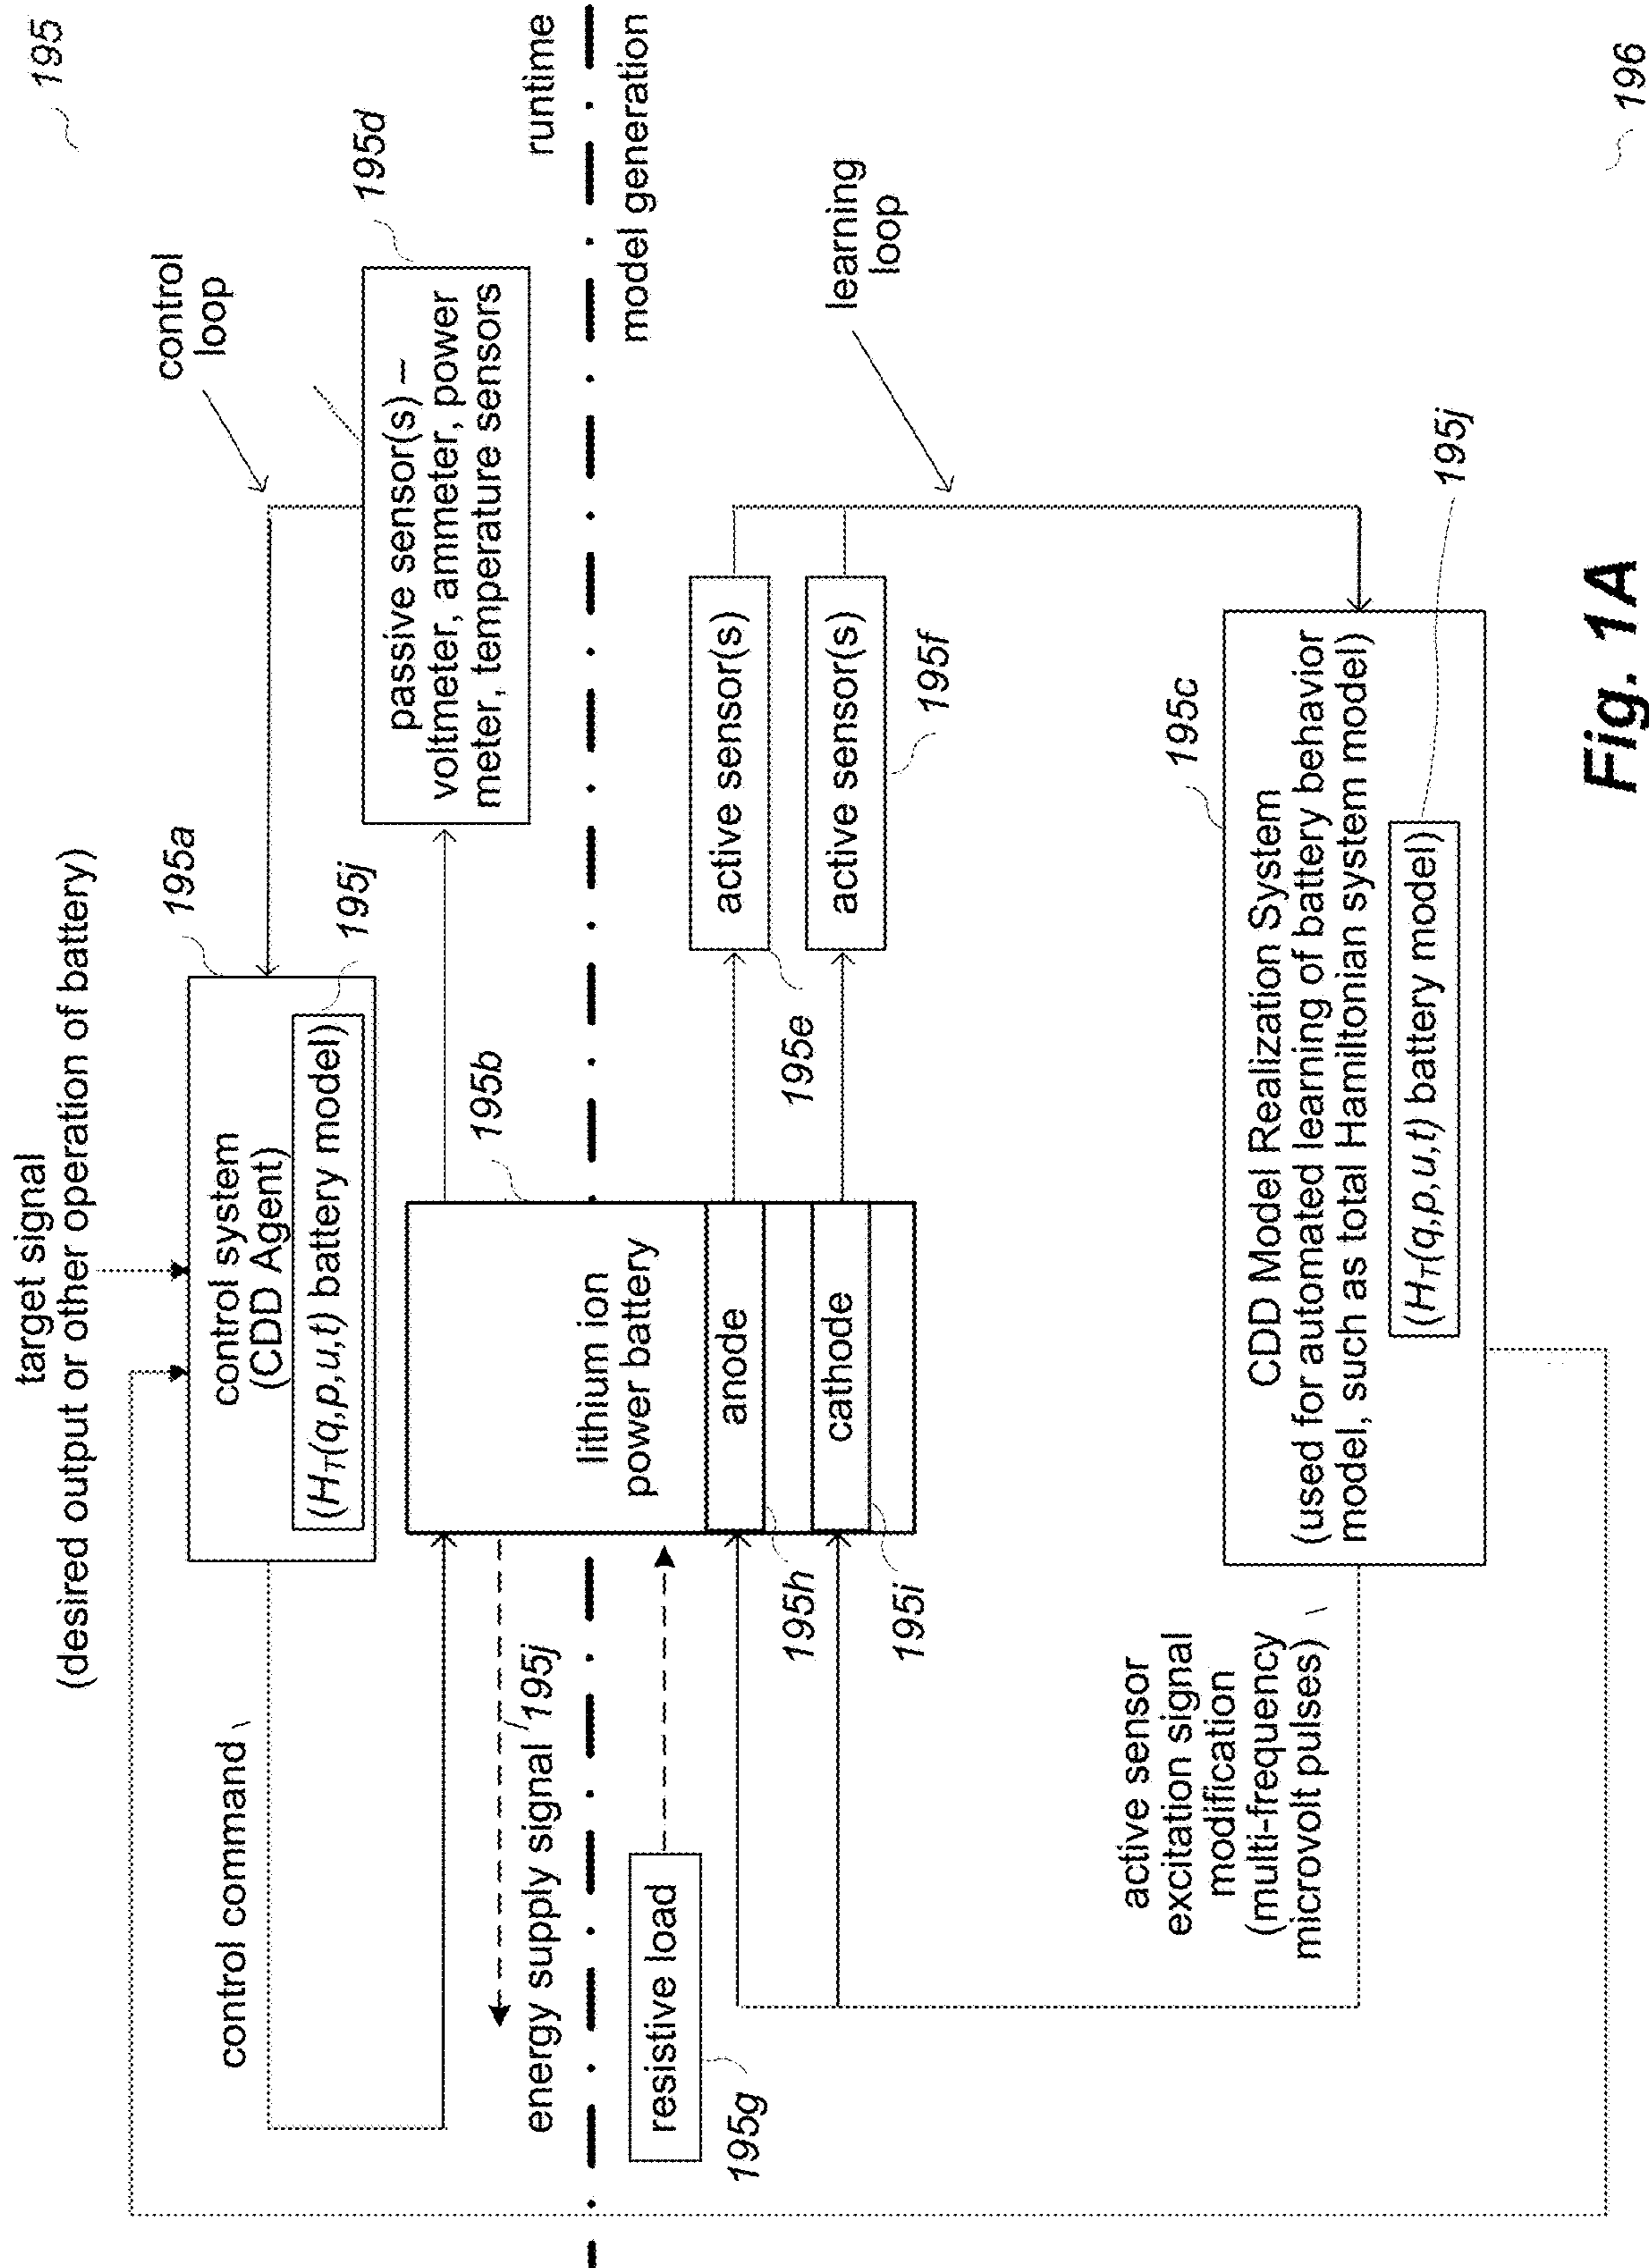 195
target signal
(desired output or other operation of battery)
195a
control system
(CDD Agent)
195j
(H_T(q,p,u,t) battery model)
control
loop
195d
passive sensor(s) –
voltmeter, ammeter, power
meter, temperature sensors
control command
195b
lithium ion
power battery
energy supply signal
195j
runtime
model generation
resistive load
195g
anode
cathode
195h
195i
active sensor(s)
195e
active sensor(s)
195f
learning
loop
active sensor
excitation signal
modification
(multi-frequency
microvolt pulses)
195c
CDD Model Realization System
(used for automated learning of battery behavior
model, such as total Hamiltonian system model)
(H_T(q,p,u,t) battery model)
195j
196
Fig. 1A